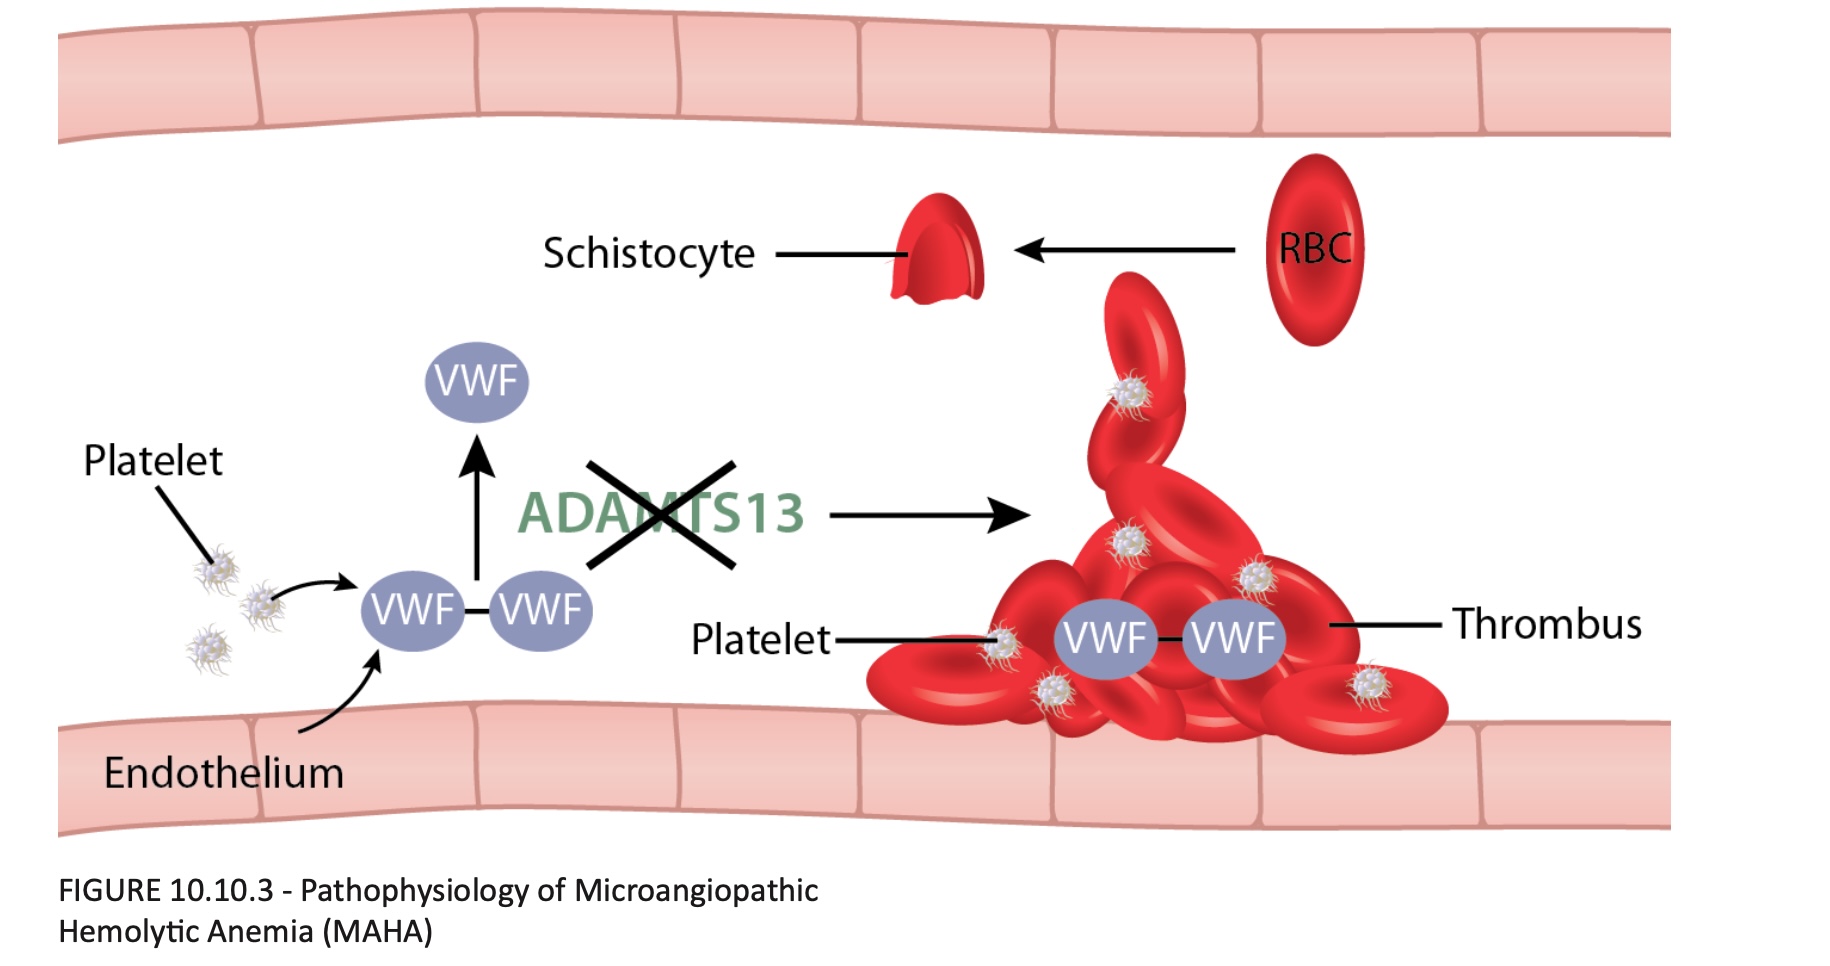 Schistocyte
RBC
VWF
Platelet
ADAMTS13
VWF
VWF
Platelet
VWF
VWF
Thrombus
Endothelium
FIGURE 10.10.3 - Pathophysiology of Microangiopathic
Hemolytic Anemia (MAHA)